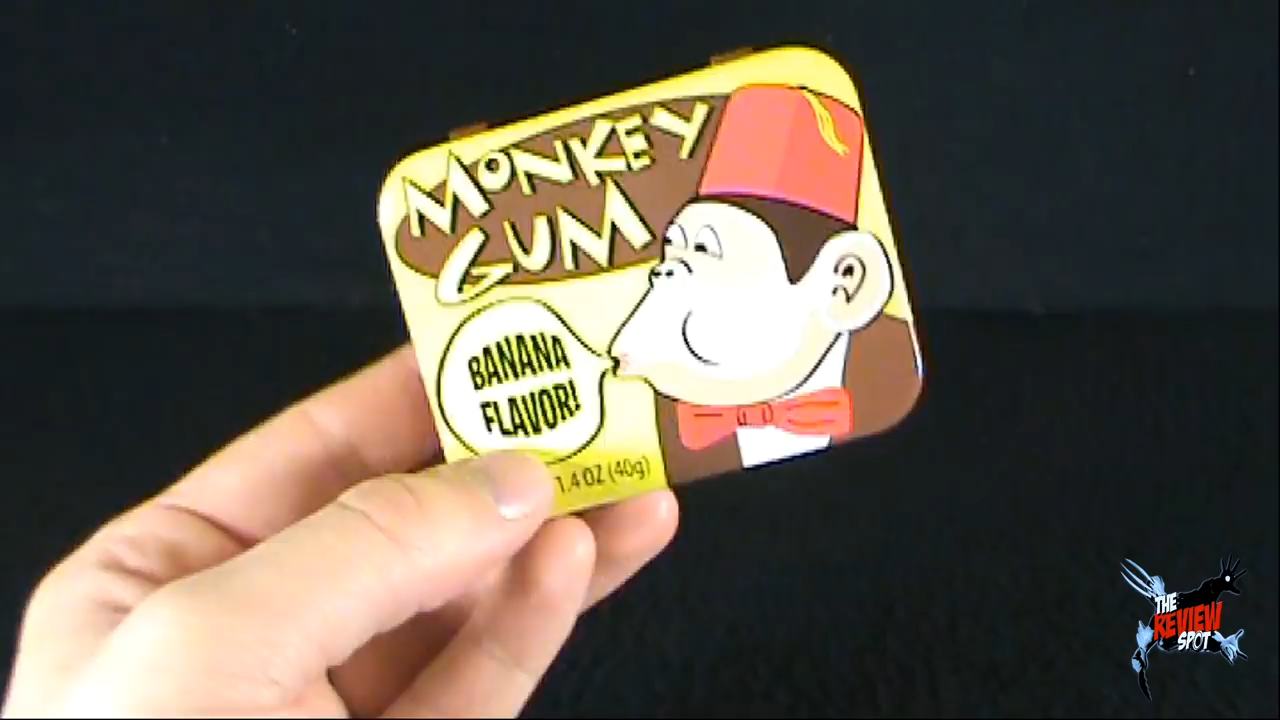 MONKEY
GUM
BANANA
FLAVOR!
1.4 OZ (40g)
THE
REVIEW
SPOT